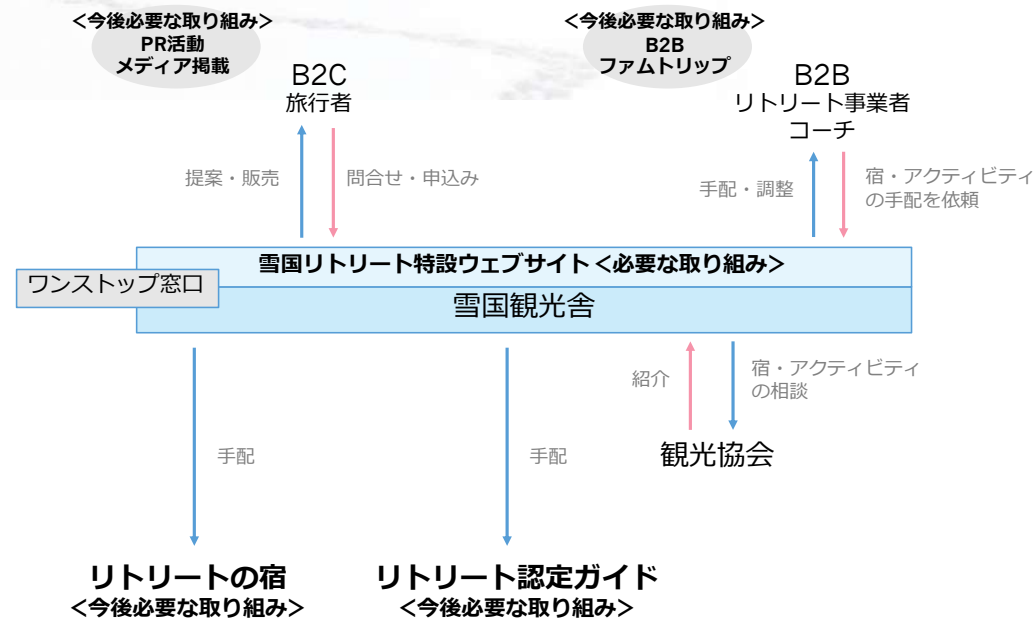 <今後必要な取り組み>
PR活動
メディア掲載
<今後必要な取り組み>
B2B
ファムトリップ
B2C
旅行者
B2B
リトリート事業者
コーチ
提案・販売
問合せ・申込み
手配・調整
宿・アクティビティ
の手配を依頼
雪国リトリート特設ウェブサイト<必要な取り組み>
ワンストップ窓口
雪国観光舎
紹介
宿・アクティビティ
の相談
観光協会
手配
手配
リトリートの宿
<今後必要な取り組み>
リトリート認定ガイド
<今後必要な取り組み>